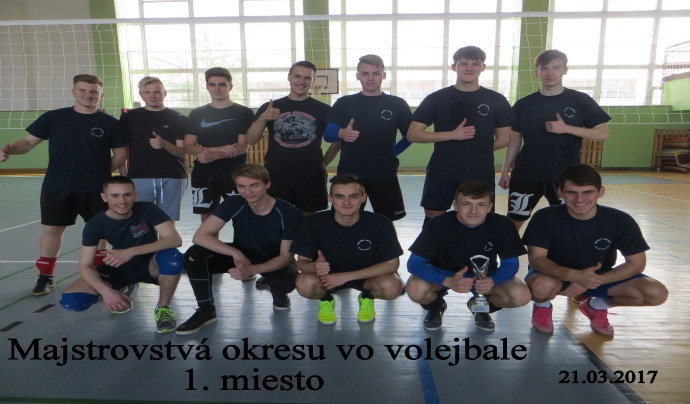 Majstrovstvá okresu vo volejbale
1. miesto
21.03.2017